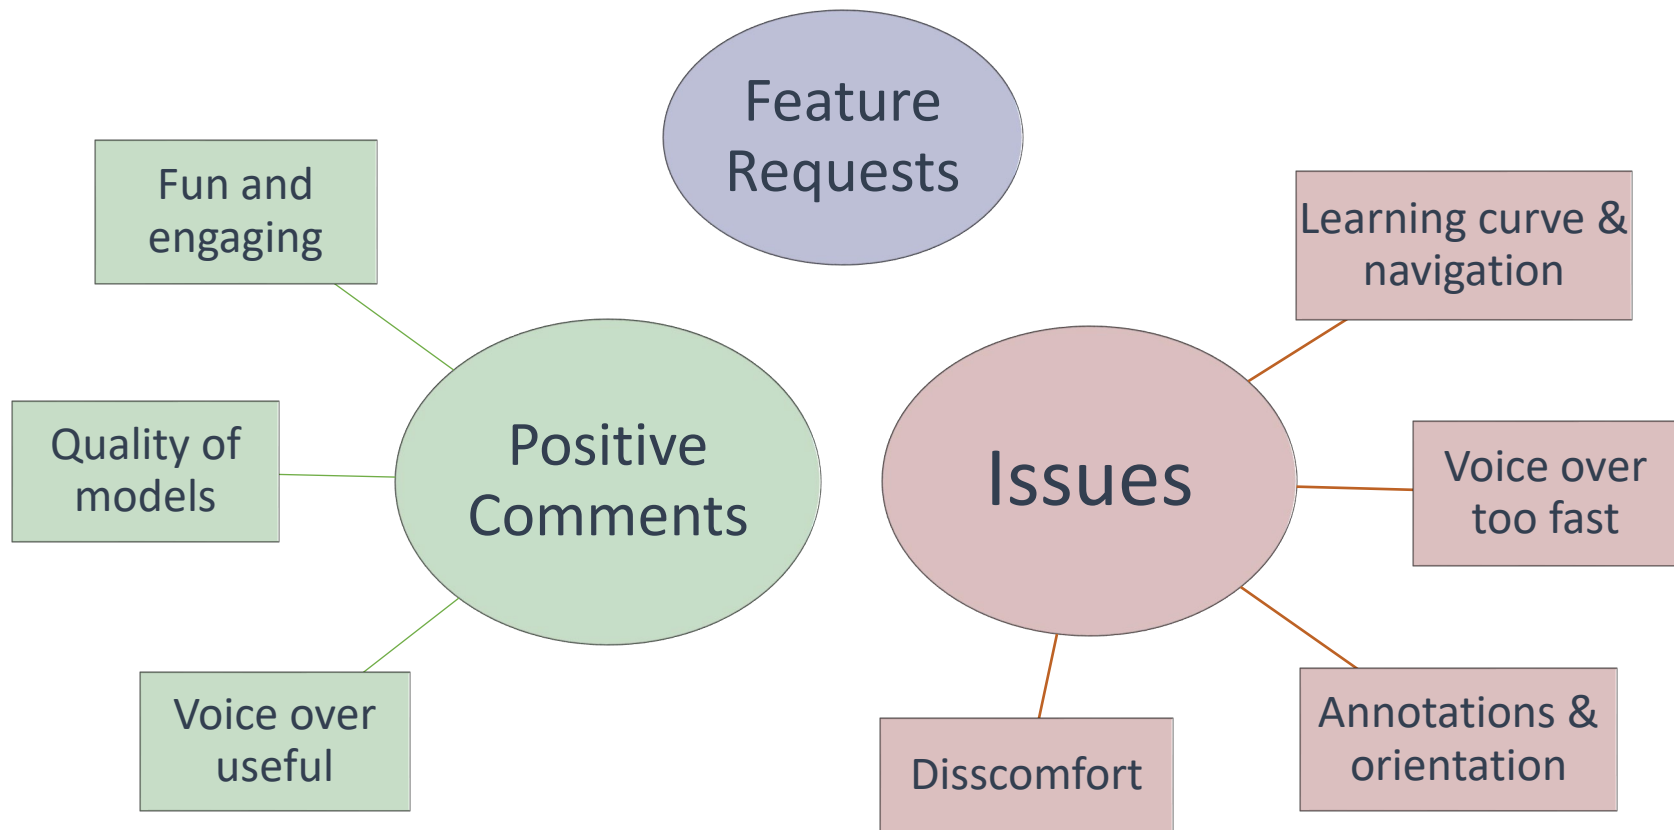 Feature
Requests
Fun and
engaging
Quality of
models
Voice over
useful
Positive
Comments
Issues
Learning curve &
navigation
Voice over
too fast
Annotations &
orientation
Disscomfort